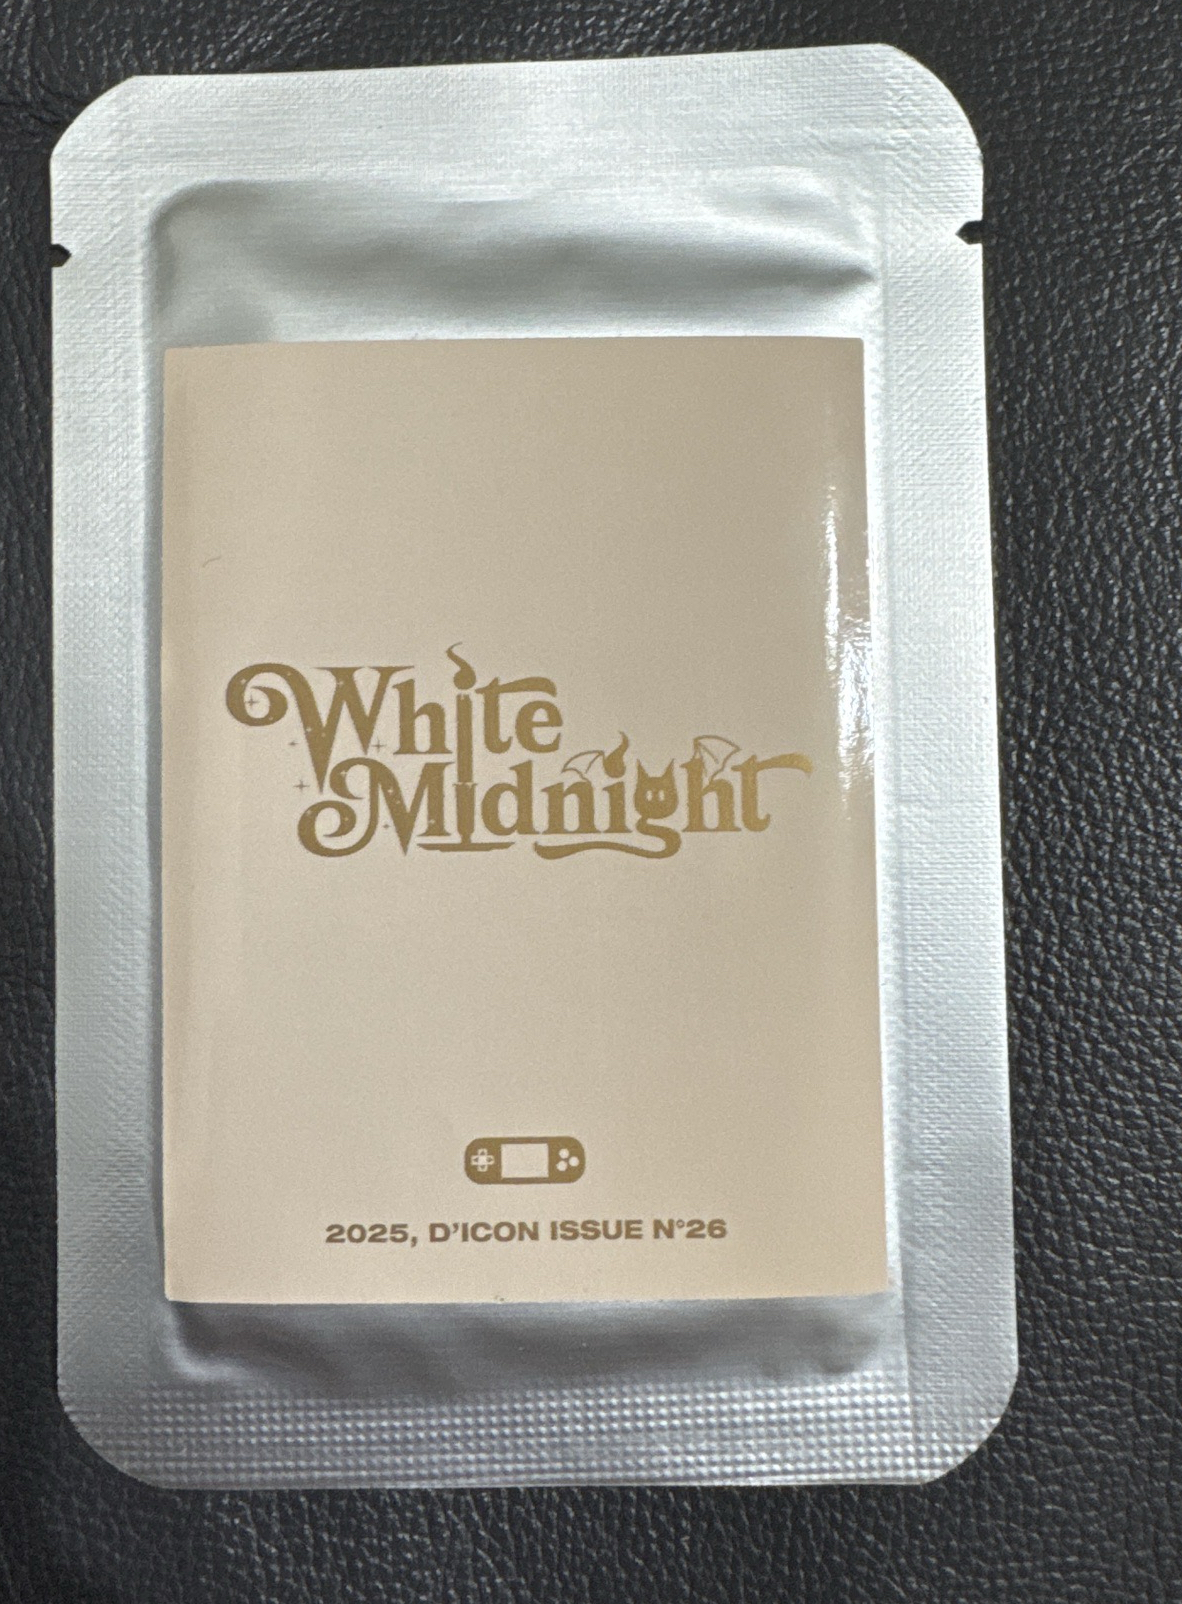 White
Midnight
2025, D'ICON ISSUE N°26